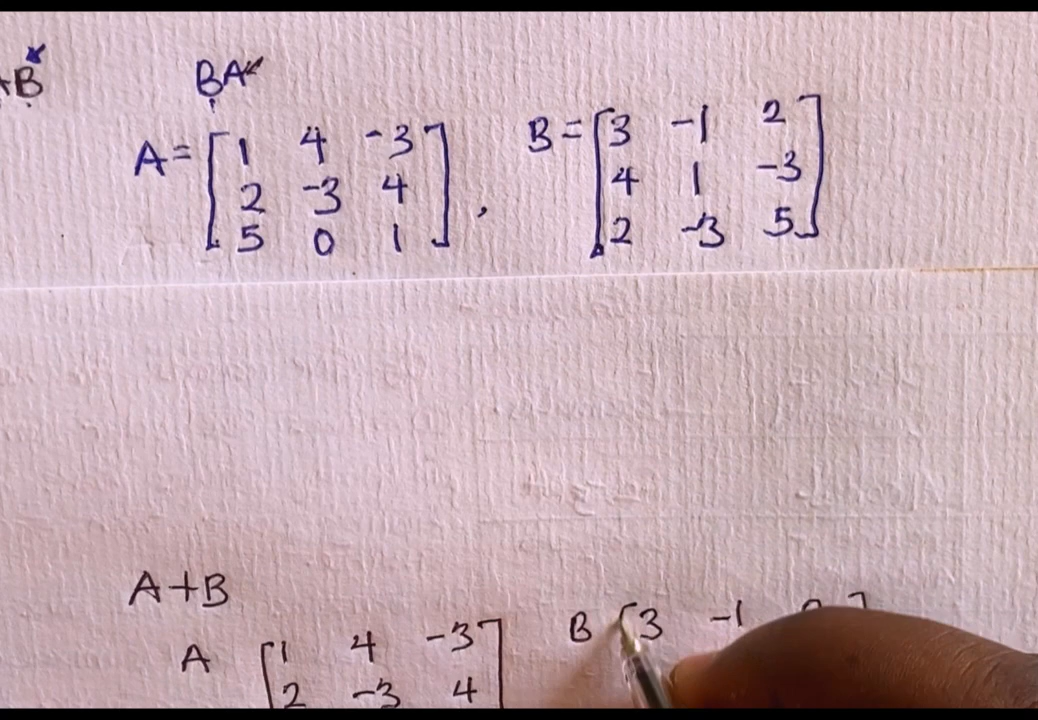 +B BA
A = [ 1 4 -3 ] , B = [ 3 -1 2 ]
2 -3 4 4 1 -3
5 0 1 2 -3 5
A+B
A [ 1 4 -3 ] B [ 3 -1
2 -3 4